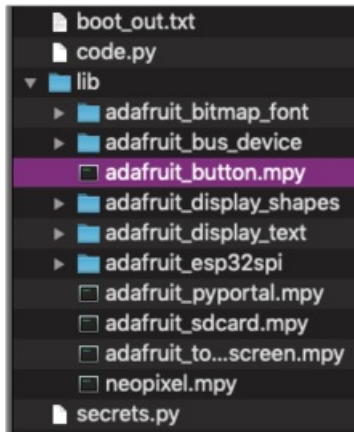 boot_out.txt
code.py
lib
adafruit_bitmap_font
adafruit_bus_device
adafruit_button.mpy
adafruit_display_shapes
adafruit_display_text
adafruit_esp32spi
adafruit_pyportal.mpy
adafruit_sdcard.mpy
adafruit_to...screen.mpy
neopixel.mpy
secrets.py